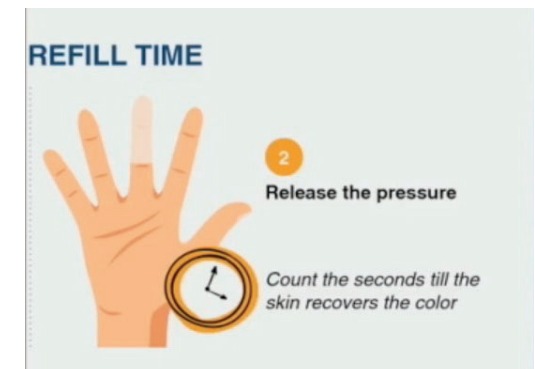 REFILL TIME
2
Release the pressure
Count the seconds till the
skin recovers the color